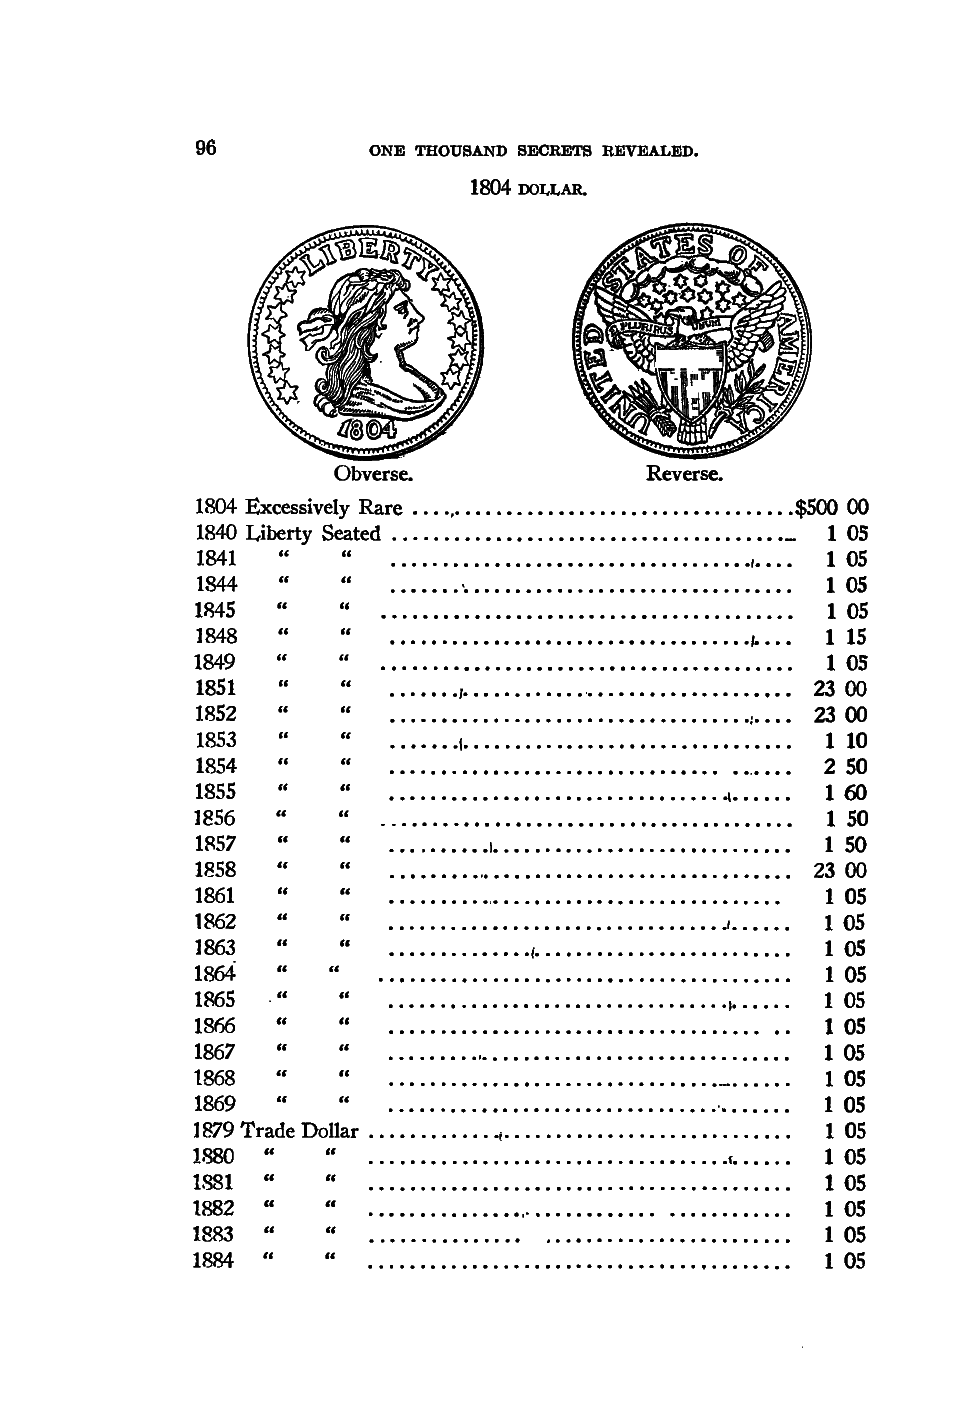 96 ONE THOUSAND SECRETS REVEALED.
1804 DOLLAR.
LIBERTY
1804
UNITED STATES OF AMERICA
E PLURIBUS UNUM
Obverse. Reverse.
1804 Excessively Rare ........................................ $500 00
1840 Liberty Seated ........................................ 1 05
1841 “ “ ........................................ 1 05
1844 “ “ ........................................ 1 05
1845 “ “ ........................................ 1 05
1848 “ “ ........................................ 1 15
1849 “ “ ........................................ 1 05
1851 “ “ ........................................ 23 00
1852 “ “ ........................................ 23 00
1853 “ “ ........................................ 1 10
1854 “ “ ........................................ 2 50
1855 “ “ ........................................ 1 60
1856 “ “ ........................................ 1 50
1857 “ “ ........................................ 1 50
1858 “ “ ........................................ 23 00
1861 “ “ ........................................ 1 05
1862 “ “ ........................................ 1 05
1863 “ “ ........................................ 1 05
1864 “ “ ........................................ 1 05
1865 “ “ ........................................ 1 05
1866 “ “ ........................................ 1 05
1867 “ “ ........................................ 1 05
1868 “ “ ........................................ 1 05
1869 “ “ ........................................ 1 05
1879 Trade Dollar ........................................ 1 05
1880 “ “ ........................................ 1 05
1881 “ “ ........................................ 1 05
1882 “ “ ........................................ 1 05
1883 “ “ ........................................ 1 05
1884 “ “ ........................................ 1 05